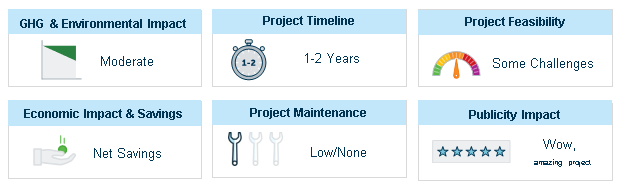 GHG & Environmental Impact
Moderate
Project Timeline
1-2
1-2 Years
Project Feasibility
Some Challenges
Economic Impact & Savings
Net Savings
Project Maintenance
Low/None
Publicity Impact
Wow,
amazing project